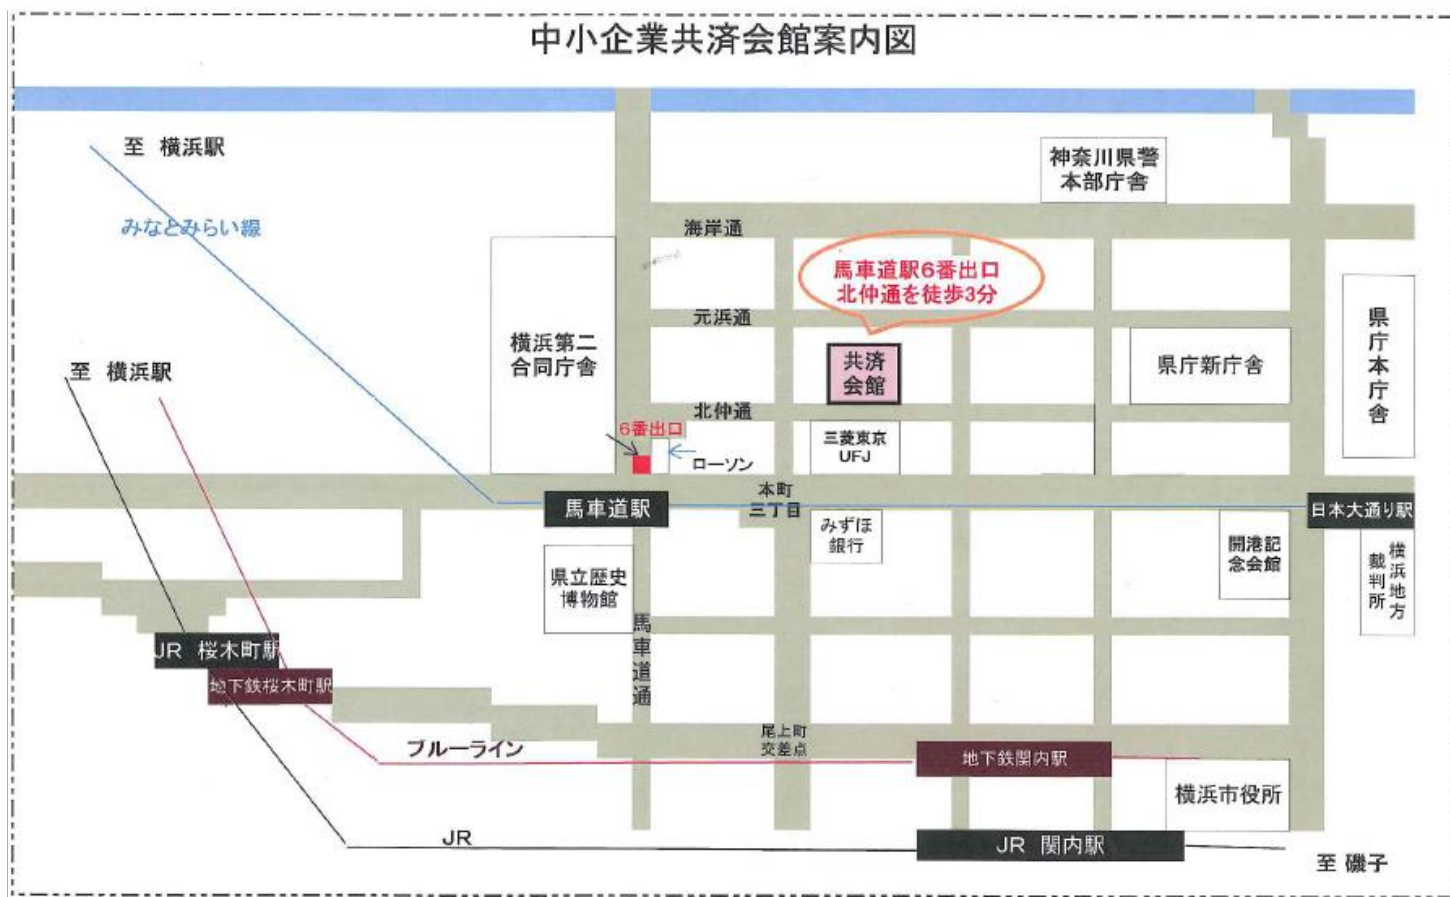 中小企業共済会館案内図
至 横浜駅
神奈川県警
本部庁舎
みなとみらい線
海岸通
馬車道駅6番出口
北仲通を徒歩3分
元浜通
横浜第二
合同庁舎
共済
会館
県庁新庁舎
県庁本庁舎
至 横浜駅
北仲通
6番出口
ローソン
三菱東京
UFJ
本町
三丁目
馬車道駅
日本大通り駅
みずほ
銀行
開港記
念会館
横浜地方
裁判所
県立歴史
博物館
馬車道通
JR 桜木町駅
地下鉄桜木町駅
尾上町
交差点
ブルーライン
地下鉄関内駅
横浜市役所
JR
JR 関内駅
至 磯子